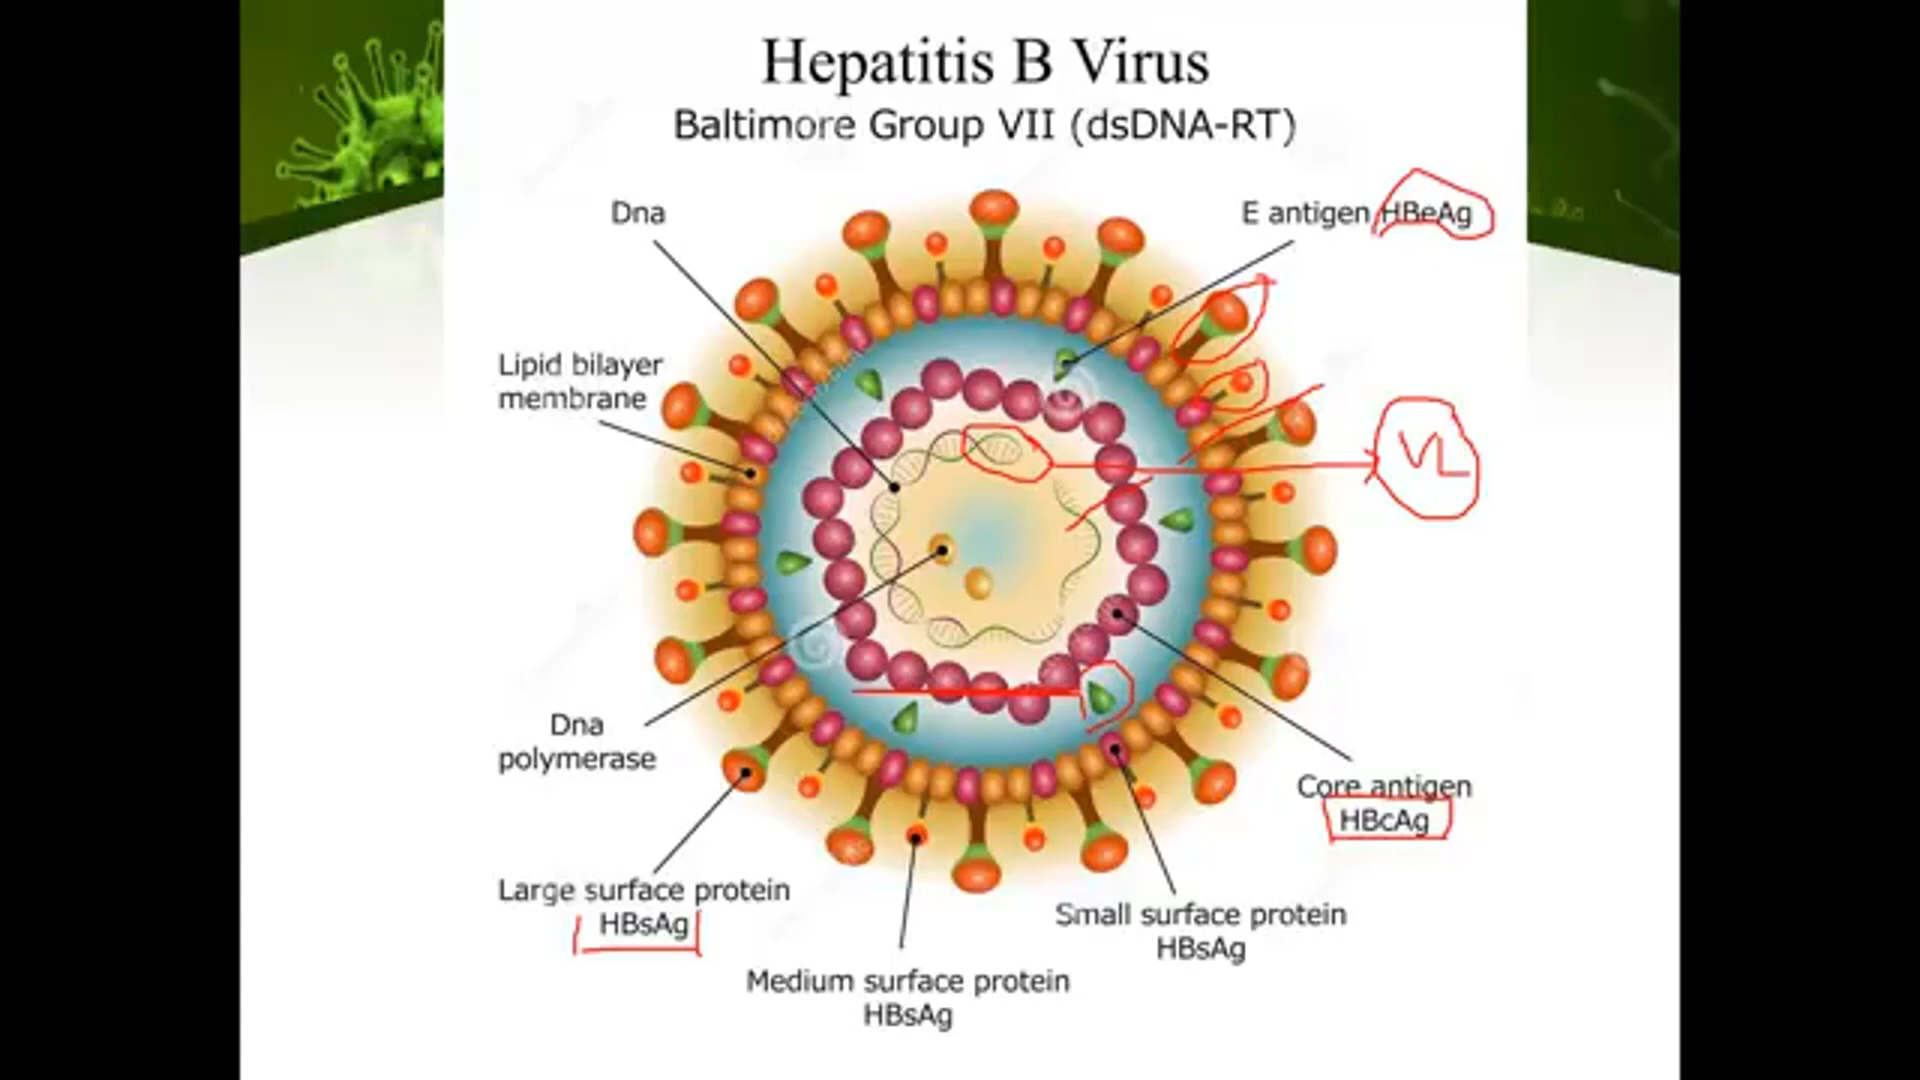 Hepatitis B Virus
Baltimore Group VII (dsDNA-RT)
Dna
E antigen HBeAg
Lipid bilayer
membrane
VL
Dna
polymerase
Core antigen
HBcAg
Large surface protein
HBsAg
Small surface protein
HBsAg
Medium surface protein
HBsAg